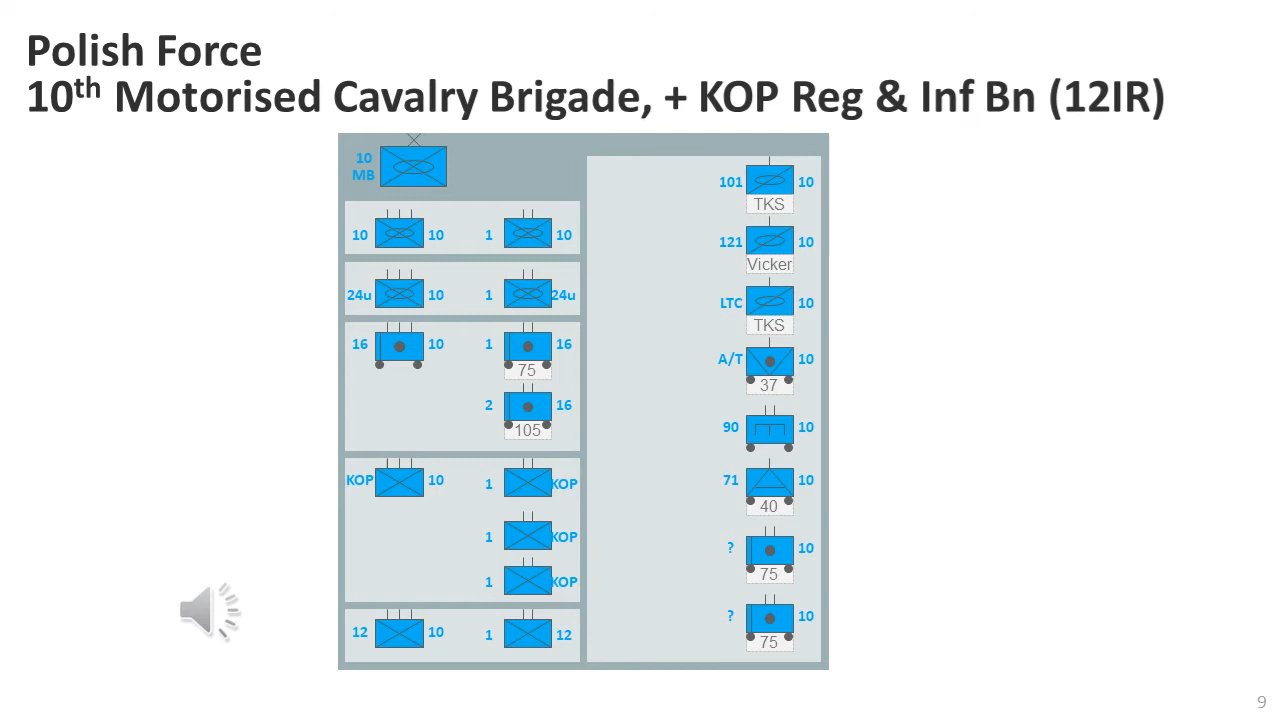 Polish Force
10th Motorised Cavalry Brigade, + KOP Reg & Inf Bn (12IR)
10
MB
10 10 1 10
24u 10 1 24u
16 10 1 16
75
2 16
105
KOP 10 1 KOP
1 KOP
1 KOP
12 10 1 12
101 10
TKS
121 10
Vicker
LTC 10
TKS
A/T 10
37
90 10
71 10
40
? 10
75
? 10
75
9